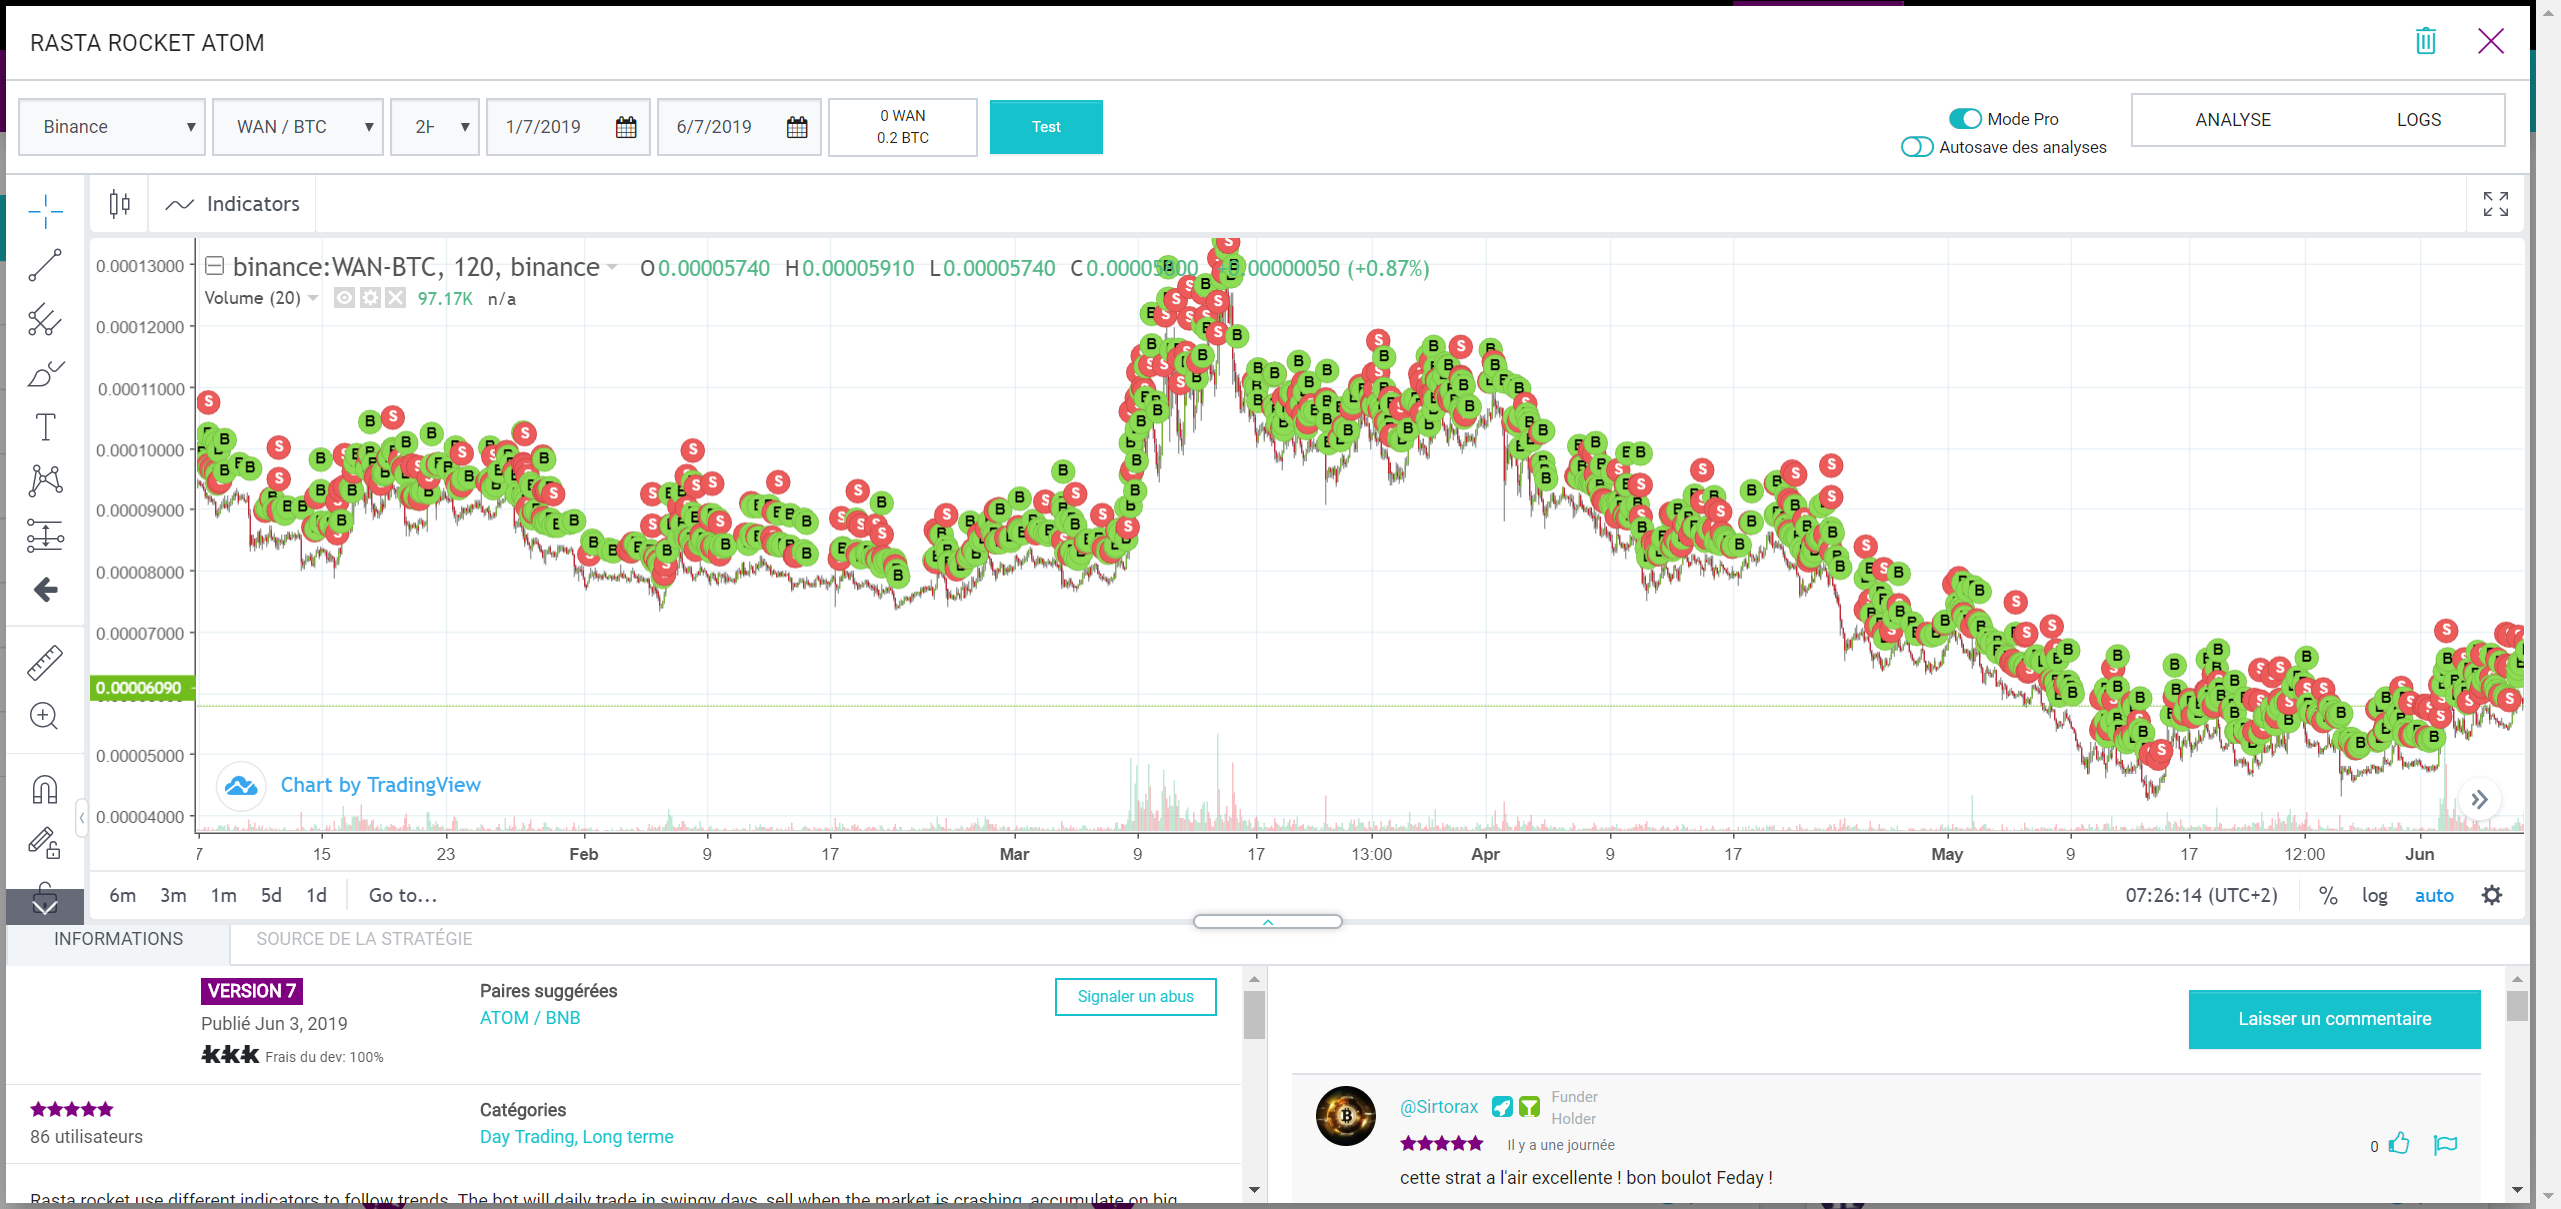 RASTA ROCKET ATOM
Binance
WAN / BTC
2H
1/7/2019
6/7/2019
0 WAN
0.2 BTC
Test
Mode Pro
Autosave des analyses
ANALYSE
LOGS
Indicators
binance:WAN-BTC, 120, binance
O0.00005740 H0.00005910 L0.00005740 (+0.87%)
Volume (20) 97.17K n/a
0.00013000
0.00012000
0.00011000
0.00010000
0.00009000
0.00008000
0.00007000
0.00006090
0.00005000
0.00004000
Chart by TradingView
7 15 23 Feb 9 17 Mar 9 17 13:00 Apr 9 17 May 9 17 12:00 Jun
6m 3m 1m 5d 1d Go to...
07:26:14 (UTC+2) % log auto
INFORMATIONS
SOURCE DE LA STRATÉGIE
VERSION 7
Publié Jun 3, 2019
Frais du dev: 100%
Paires suggérées
ATOM / BNB
Signaler un abus
86 utilisateurs
Catégories
Day Trading, Long terme
Rasta rocket use different indicators to follow trends. The bot will daily trade in swingy days, sell when the market is crashing, accumulate on big
Laisser un commentaire
@Sirtorax
Funder
Holder
Il y a une journée
0
cette strat a l'air excellente ! bon boulot Feday !